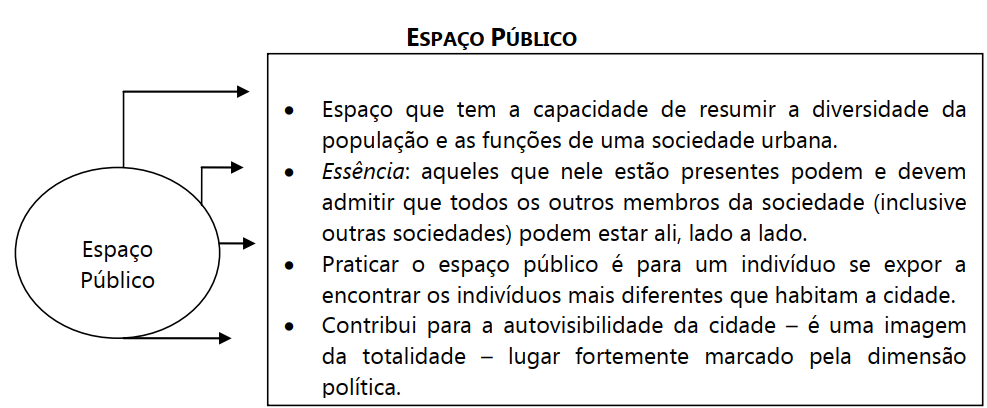 ESPAÇO PÚBLICO
• Espaço que tem a capacidade de resumir a diversidade da
população e as funções de uma sociedade urbana.
• Essência: aqueles que nele estão presentes podem e devem
admitir que todos os outros membros da sociedade (inclusive
outras sociedades) podem estar ali, lado a lado.
• Praticar o espaço público é para um indivíduo se expor a
encontrar os indivíduos mais diferentes que habitam a cidade.
• Contribui para a autovisibilidade da cidade – é uma imagem
da totalidade – lugar fortemente marcado pela dimensão
política.
Espaço
Público